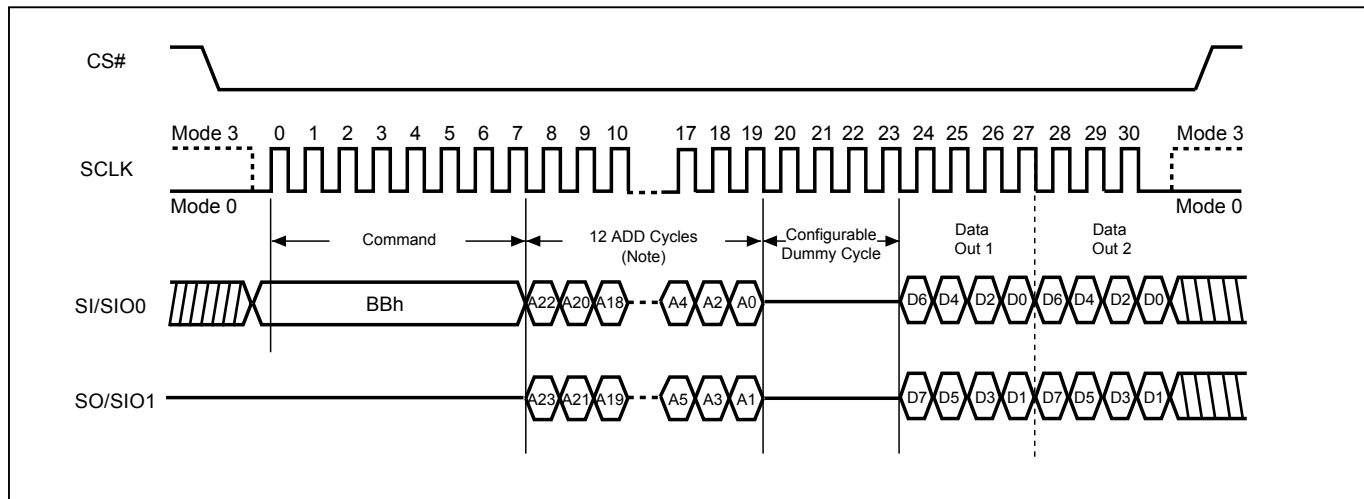 CS#
Mode 3 0 1 2 3 4 5 6 7 8 9 10 17 18 19 20 21 22 23 24 25 26 27 28 29 30 Mode 3
SCLK
Mode 0 Mode 0
Command 12 ADD Cycles (Note) Configurable Dummy Cycle Data Out 1 Data Out 2
SI/SIO0 BBh A22 A20 A18 A4 A2 A0 D6 D4 D2 D0 D6 D4 D2 D0
SO/SIO1 A23 A21 A19 A5 A3 A1 D7 D5 D3 D1 D7 D5 D3 D1